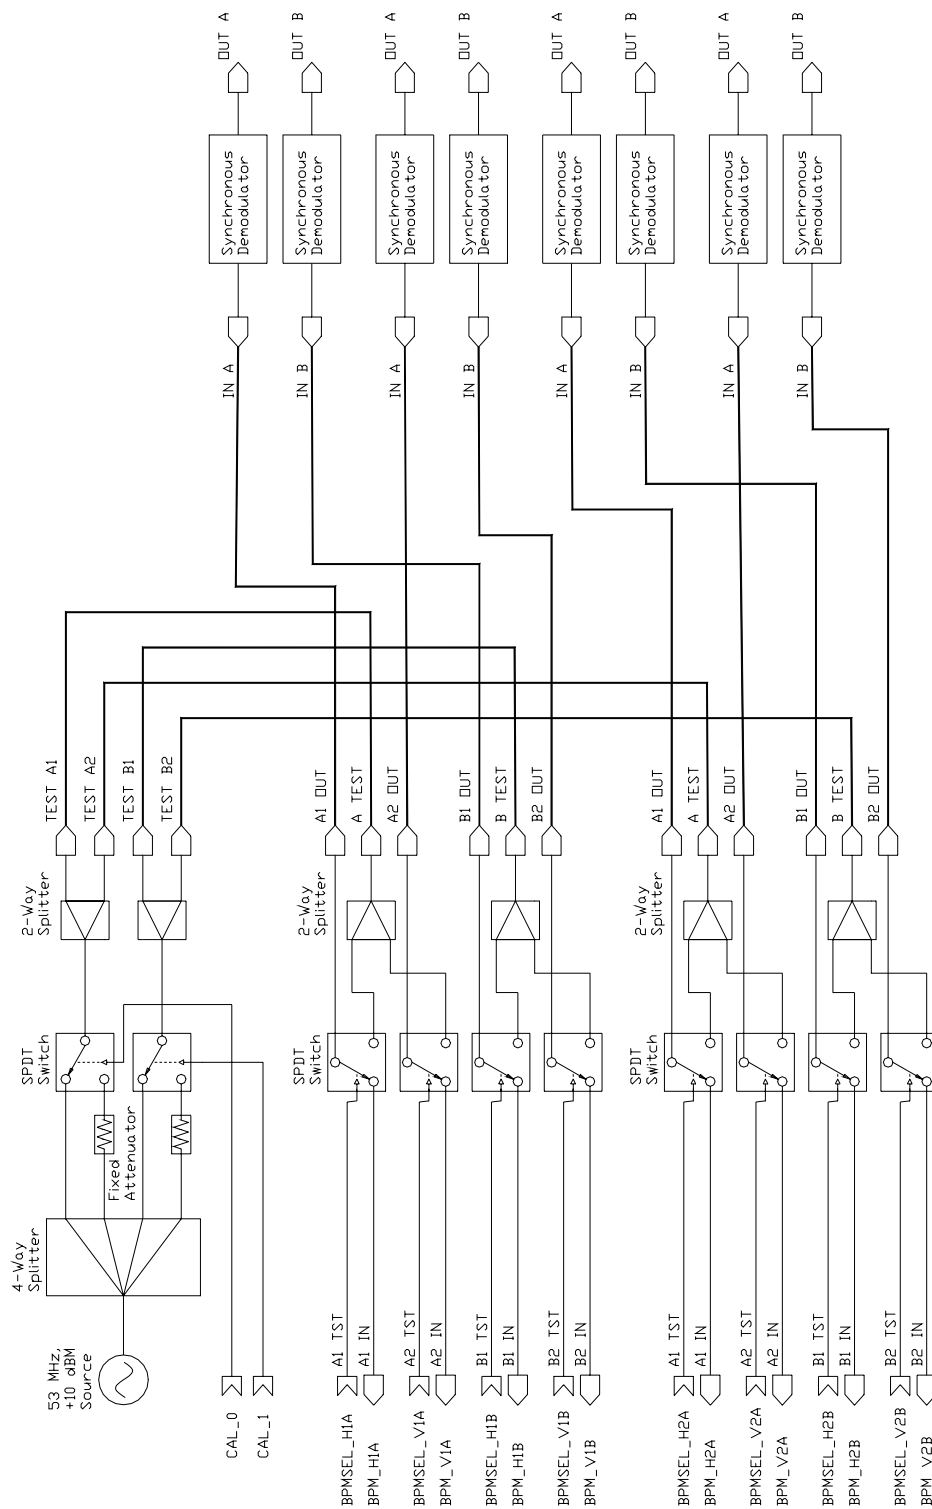 53 MHz,
+10 dBM
Source
4-Way
Splitter
Fixed
Attenuator
SPDT
Switch
2-Way
Splitter
TEST A1
TEST A2
TEST B1
TEST B2
CAL_0
CAL_1
IN A
Synchronous
Demodulator
OUT A
IN B
Synchronous
Demodulator
OUT B
IN A
Synchronous
Demodulator
OUT A
IN B
Synchronous
Demodulator
OUT B
IN A
Synchronous
Demodulator
OUT A
IN B
Synchronous
Demodulator
OUT B
IN A
Synchronous
Demodulator
OUT A
IN B
Synchronous
Demodulator
OUT B
SPDT
Switch
2-Way
Splitter
BPMSEL_H1A
A1 TST
A1 OUT
BPM_H1A
A1 IN
A TEST
BPMSEL_V1A
A2 TST
A2 OUT
BPM_V1A
A2 IN
BPMSEL_H1B
B1 TST
B1 OUT
BPM_H1B
B1 IN
B TEST
BPMSEL_V1B
B2 TST
B2 OUT
BPM_V1B
B2 IN
SPDT
Switch
2-Way
Splitter
BPMSEL_H2A
A1 TST
A1 OUT
BPM_H2A
A1 IN
A TEST
BPMSEL_V2A
A2 TST
A2 OUT
BPM_V2A
A2 IN
BPMSEL_H2B
B1 TST
B1 OUT
BPM_H2B
B1 IN
B TEST
BPMSEL_V2B
B2 TST
B2 OUT
BPM_V2B
B2 IN